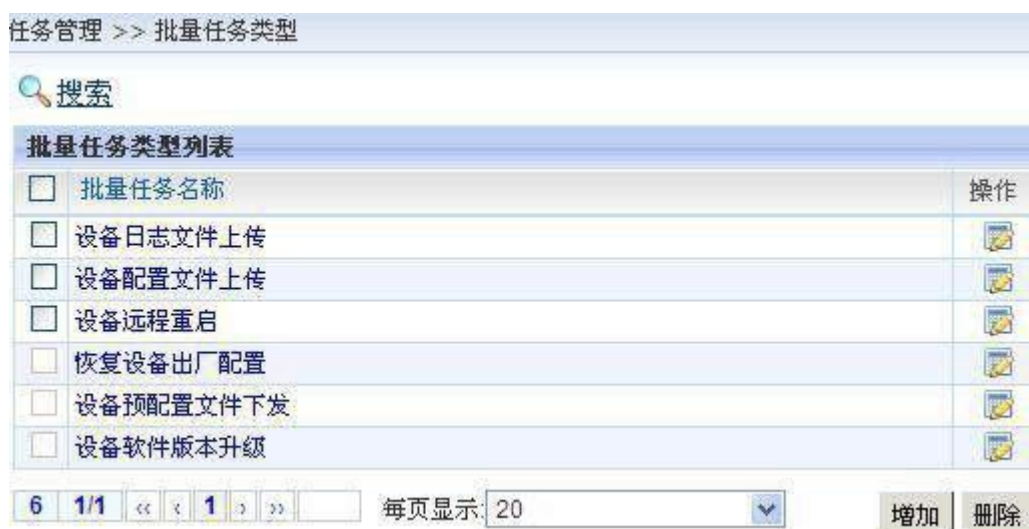 任务管理 >> 批量任务类型
搜索
批量任务类型列表
批量任务名称 操作
设备日志文件上传
设备配置文件上传
设备远程重启
恢复设备出厂配置
设备预配置文件下发
设备软件版本升级
6 1/1 « ‹ 1 › » 每页显示: 20 增加 删除